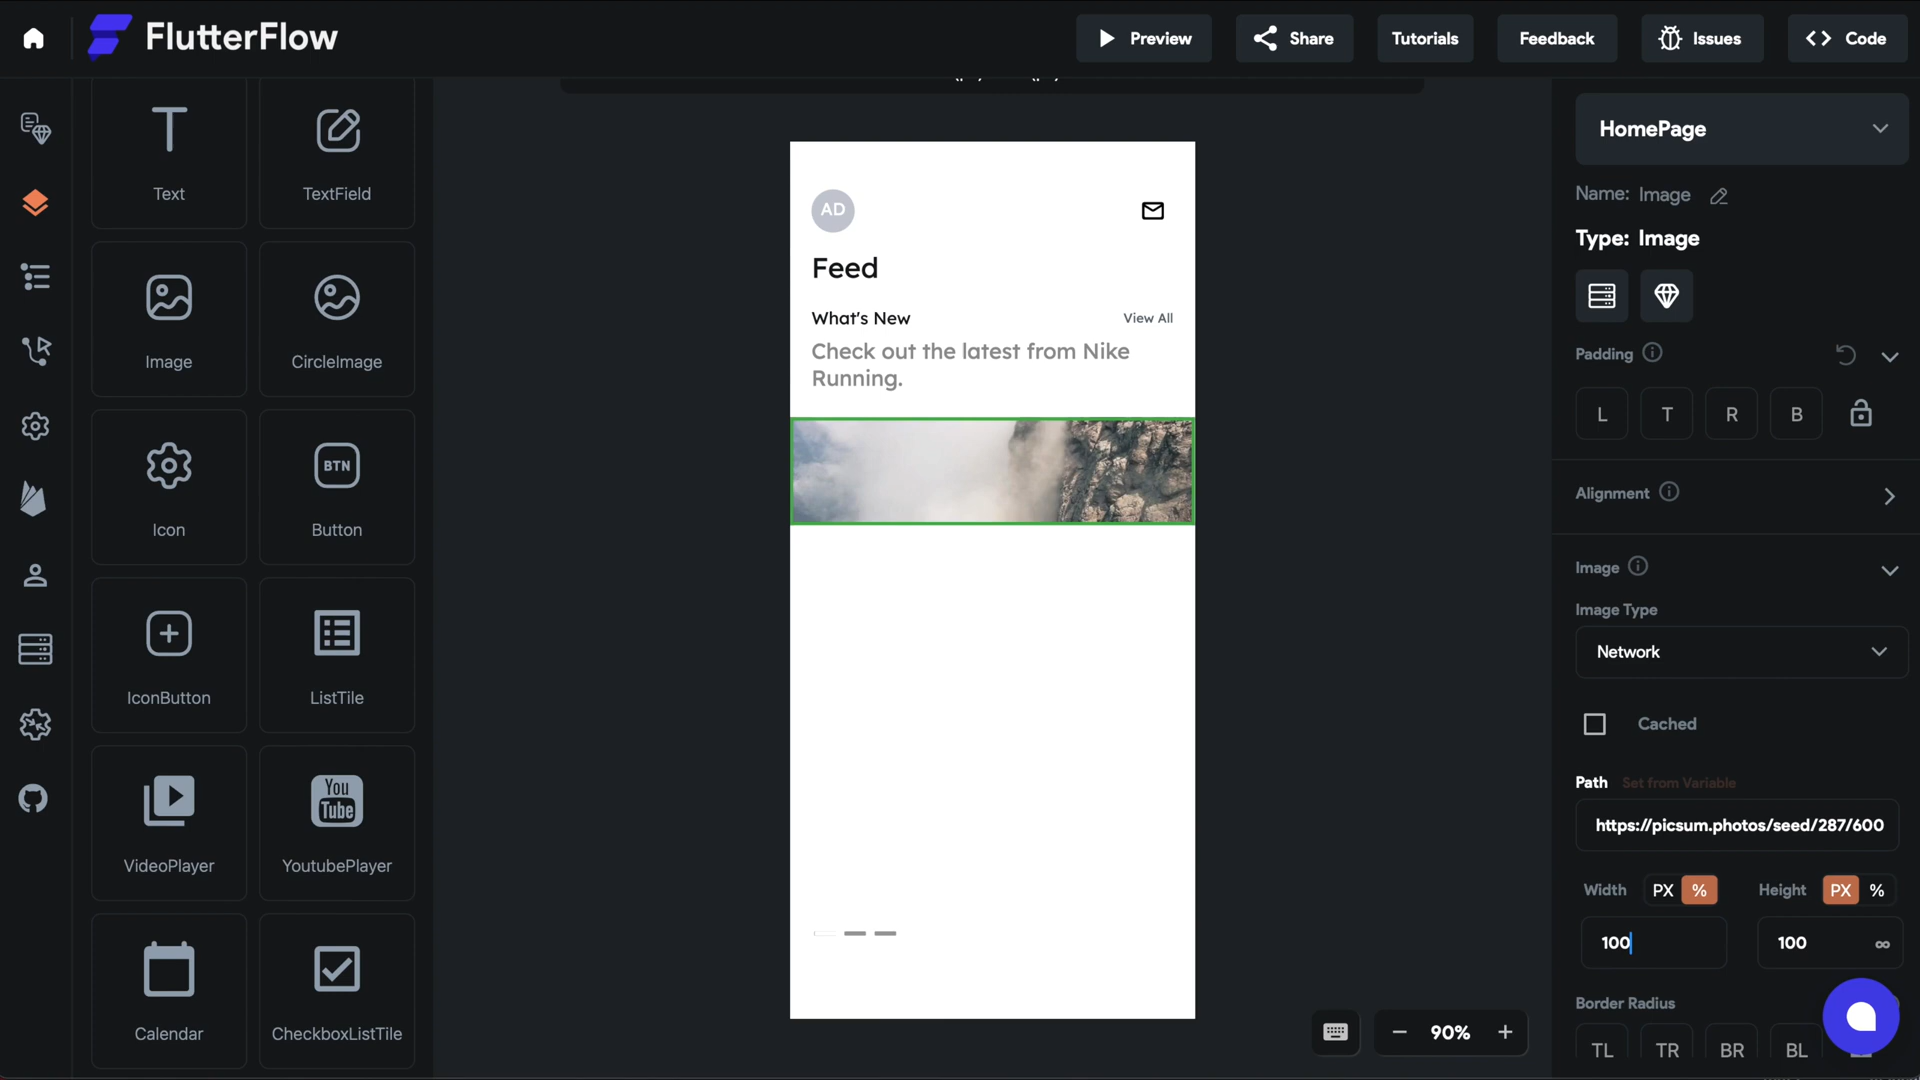 FlutterFlow
Preview
Share
Tutorials
Feedback
Issues
Code
Text
TextField
Image
CircleImage
Icon
BTN
Button
IconButton
ListTile
VideoPlayer
You
Tube
YoutubePlayer
Calendar
CheckboxListTile
AD
Feed
What's New
View All
Check out the latest from Nike
Running.
90%
HomePage
Name: Image
Type: Image
Padding
L T R B
Alignment
Image
Image Type
Network
Cached
Path Set from Variable
https://picsum.photos/seed/287/600
Width PX % Height PX %
100 100 ∞
Border Radius
TL TR BR BL